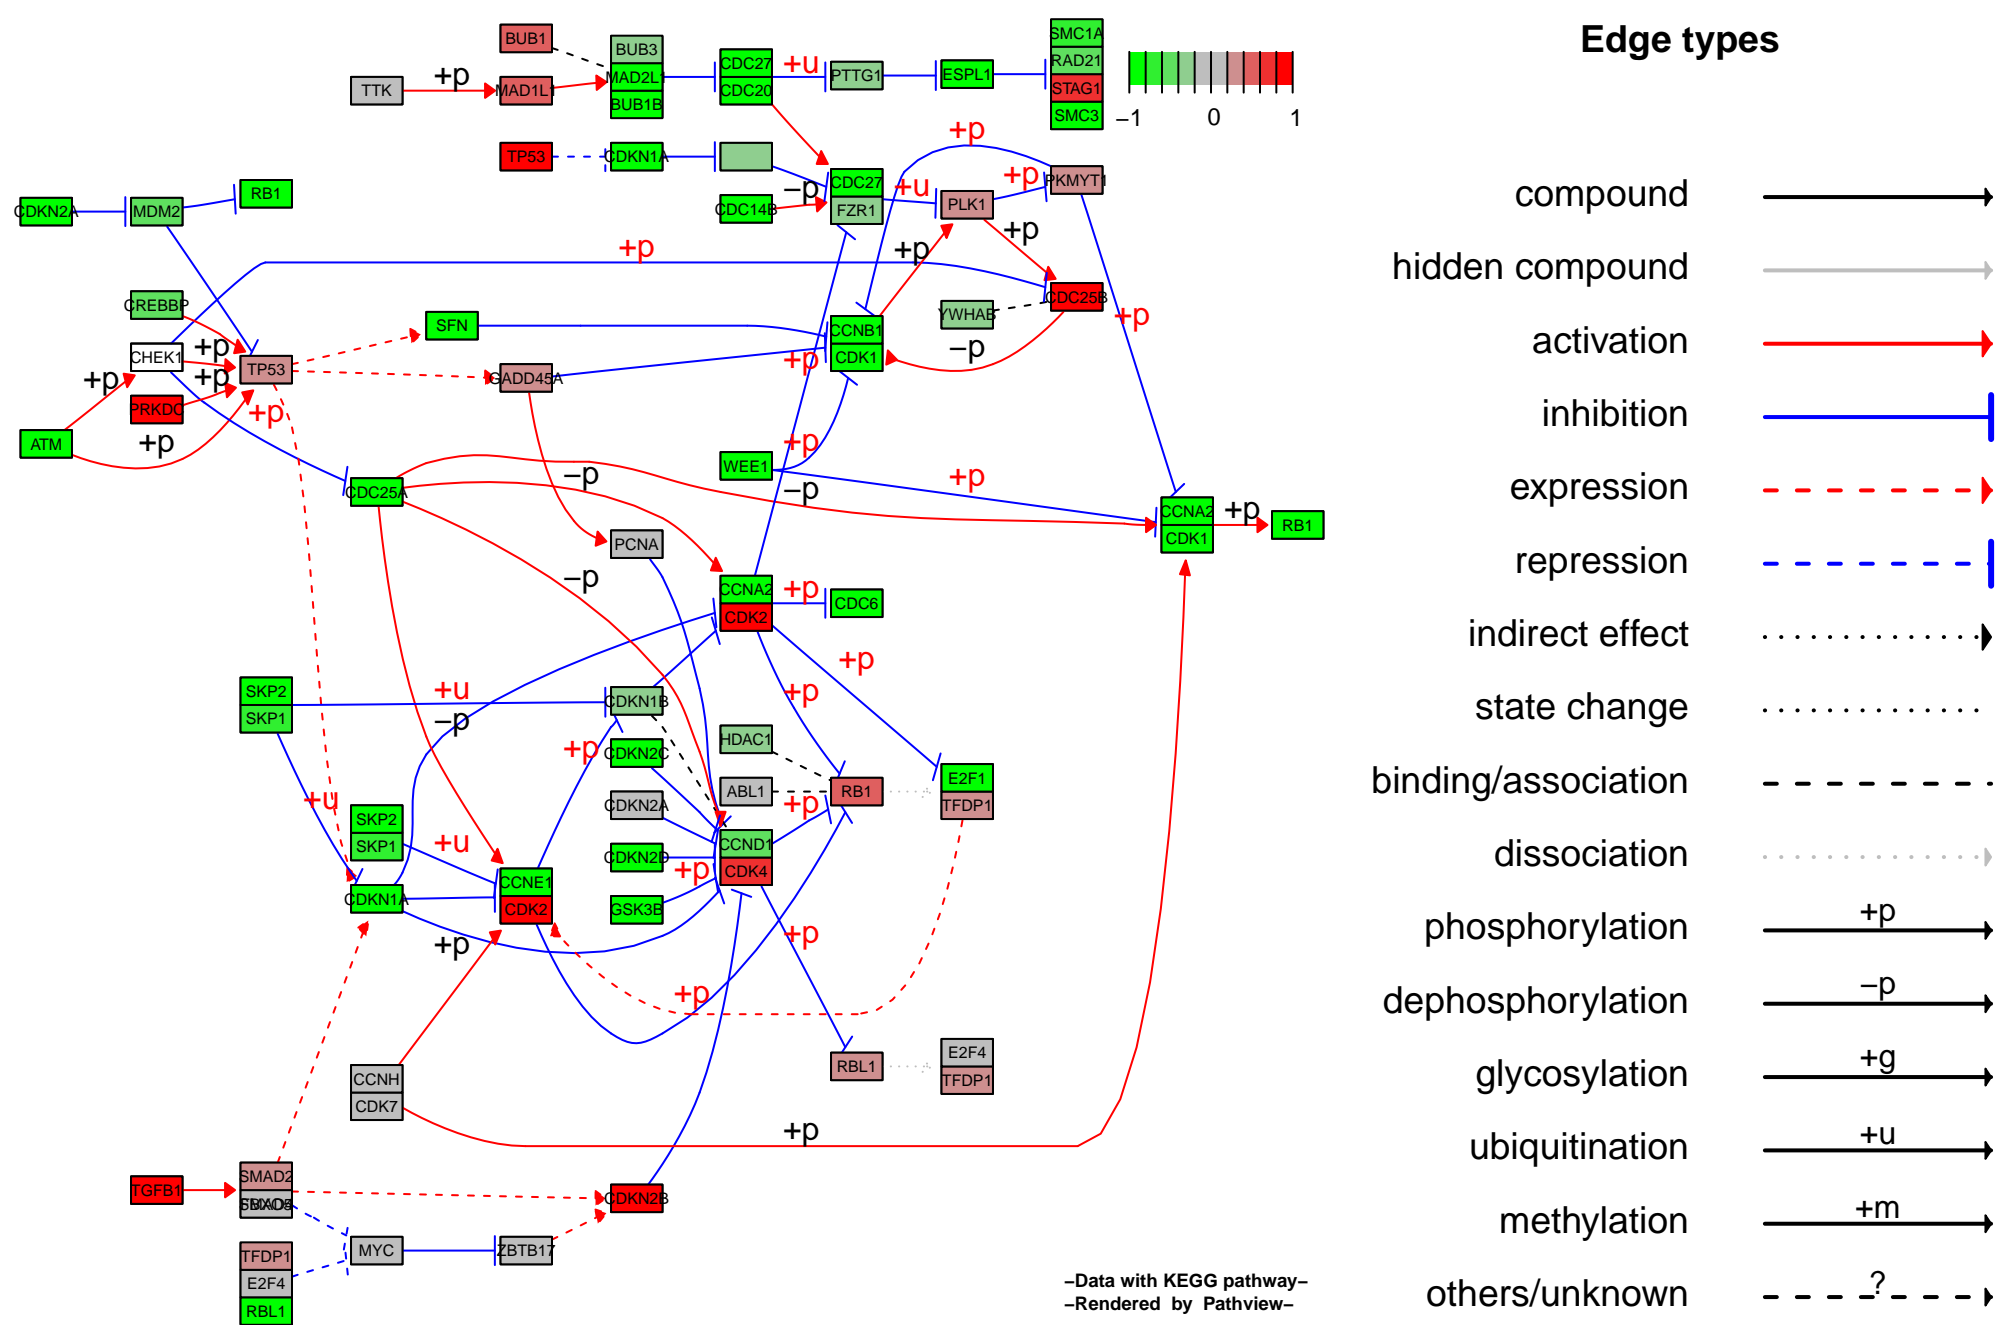 Edge types
BUB1
BUB3
MAD2L1
BUB1B
CDC27
CDC20
+u
PTTG1
ESPL1
SMC1A
RAD21
STAG1
SMC3
−1
0
1
TTK
+p
MAD1L1
TP53
CDKN1A
+p
PKMYT1
CDC27
FZR1
−p
+u
PLK1
+p
CDC14B
+p
CDKN2A
MDM2
RB1
+p
+p
CREBBP
CHEK1
+p
+p
TP53
PRKDC
+p
ATM
+p
+p
SFN
GADD45A
CCNB1
CDK1
+p
YWHAB
CDC25B
−p
+p
+p
WEE1
−p
+p
CDC25A
−p
CCNA2
CDK1
+p
RB1
PCNA
−p
CCNA2
CDK2
+p
CDC6
+p
+p
SKP2
SKP1
+u
−p
CDKN1B
+p
CDKN2C
HDAC1
CDKN2A
ABL1
+p
RB1
E2F1
TFDP1
+u
SKP2
SKP1
+u
CDKN2D
CCND1
CDK4
+p
CDKN1A
CCNE1
CDK2
GSK3B
+p
+p
+p
CCNH
CDK7
RBL1
E2F4
TFDP1
+p
TGFB1
SMAD2
CDKN2B
MYC
ZBTB17
TFDP1
E2F4
RBL1
−Data with KEGG pathway−
−Rendered by Pathview−
compound
hidden compound
activation
inhibition
expression
repression
indirect effect
state change
binding/association
dissociation
phosphorylation +p
dephosphorylation −p
glycosylation +g
ubiquitination +u
methylation +m
others/unknown ?